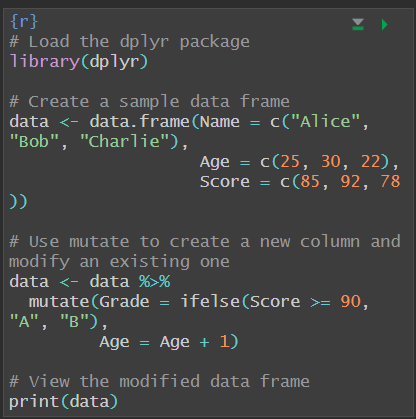 {r}
# Load the dplyr package
library(dplyr)
# Create a sample data frame
data <- data.frame(Name = c("Alice",
"Bob", "Charlie"),
Age = c(25, 30, 22),
Score = c(85, 92, 78
))
# Use mutate to create a new column and
modify an existing one
data <- data %>%
mutate(Grade = ifelse(Score >= 90,
"A", "B"),
Age = Age + 1)
# View the modified data frame
print(data)